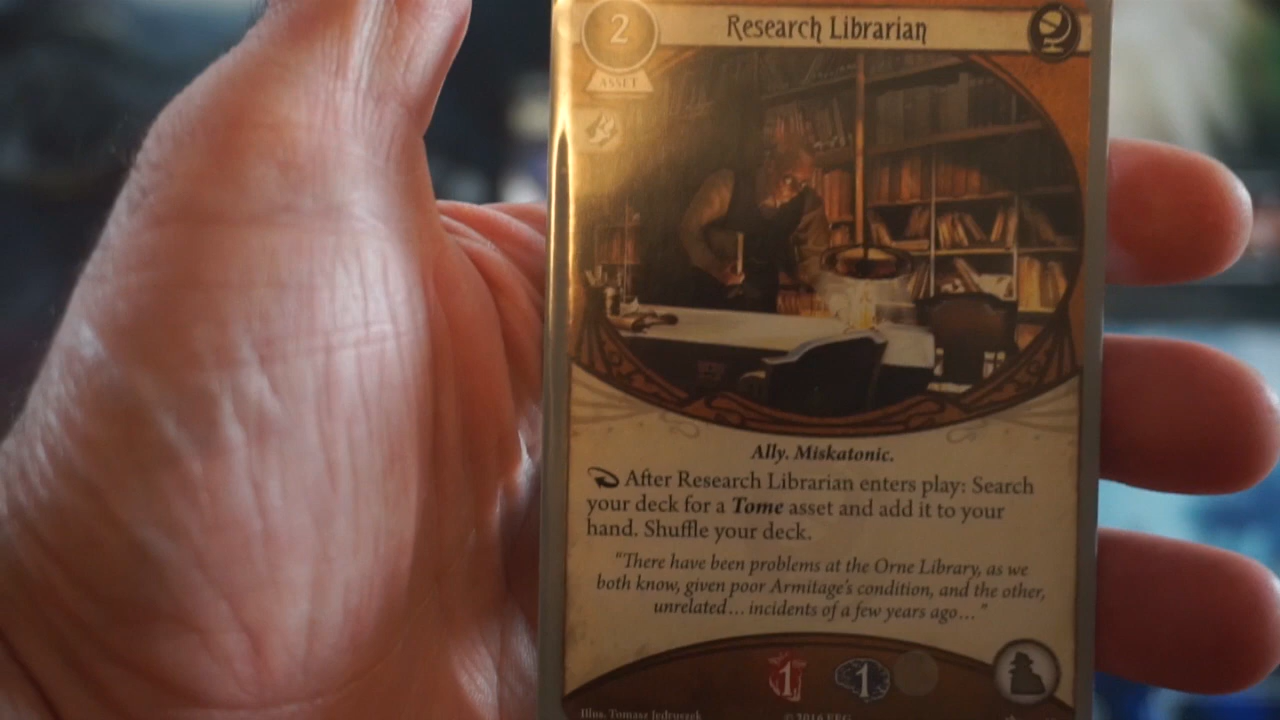 2
Research Librarian
ASSET
Ally. Miskatonic.
After Research Librarian enters play: Search
your deck for a Tome asset and add it to your
hand. Shuffle your deck.
"There have been problems at the Orne Library, as we
both know, given poor Armitage's condition, and the other,
unrelated… incidents of a few years ago…"
1 1
Illus. Tomasz Jedruszek
© 2016 FFG